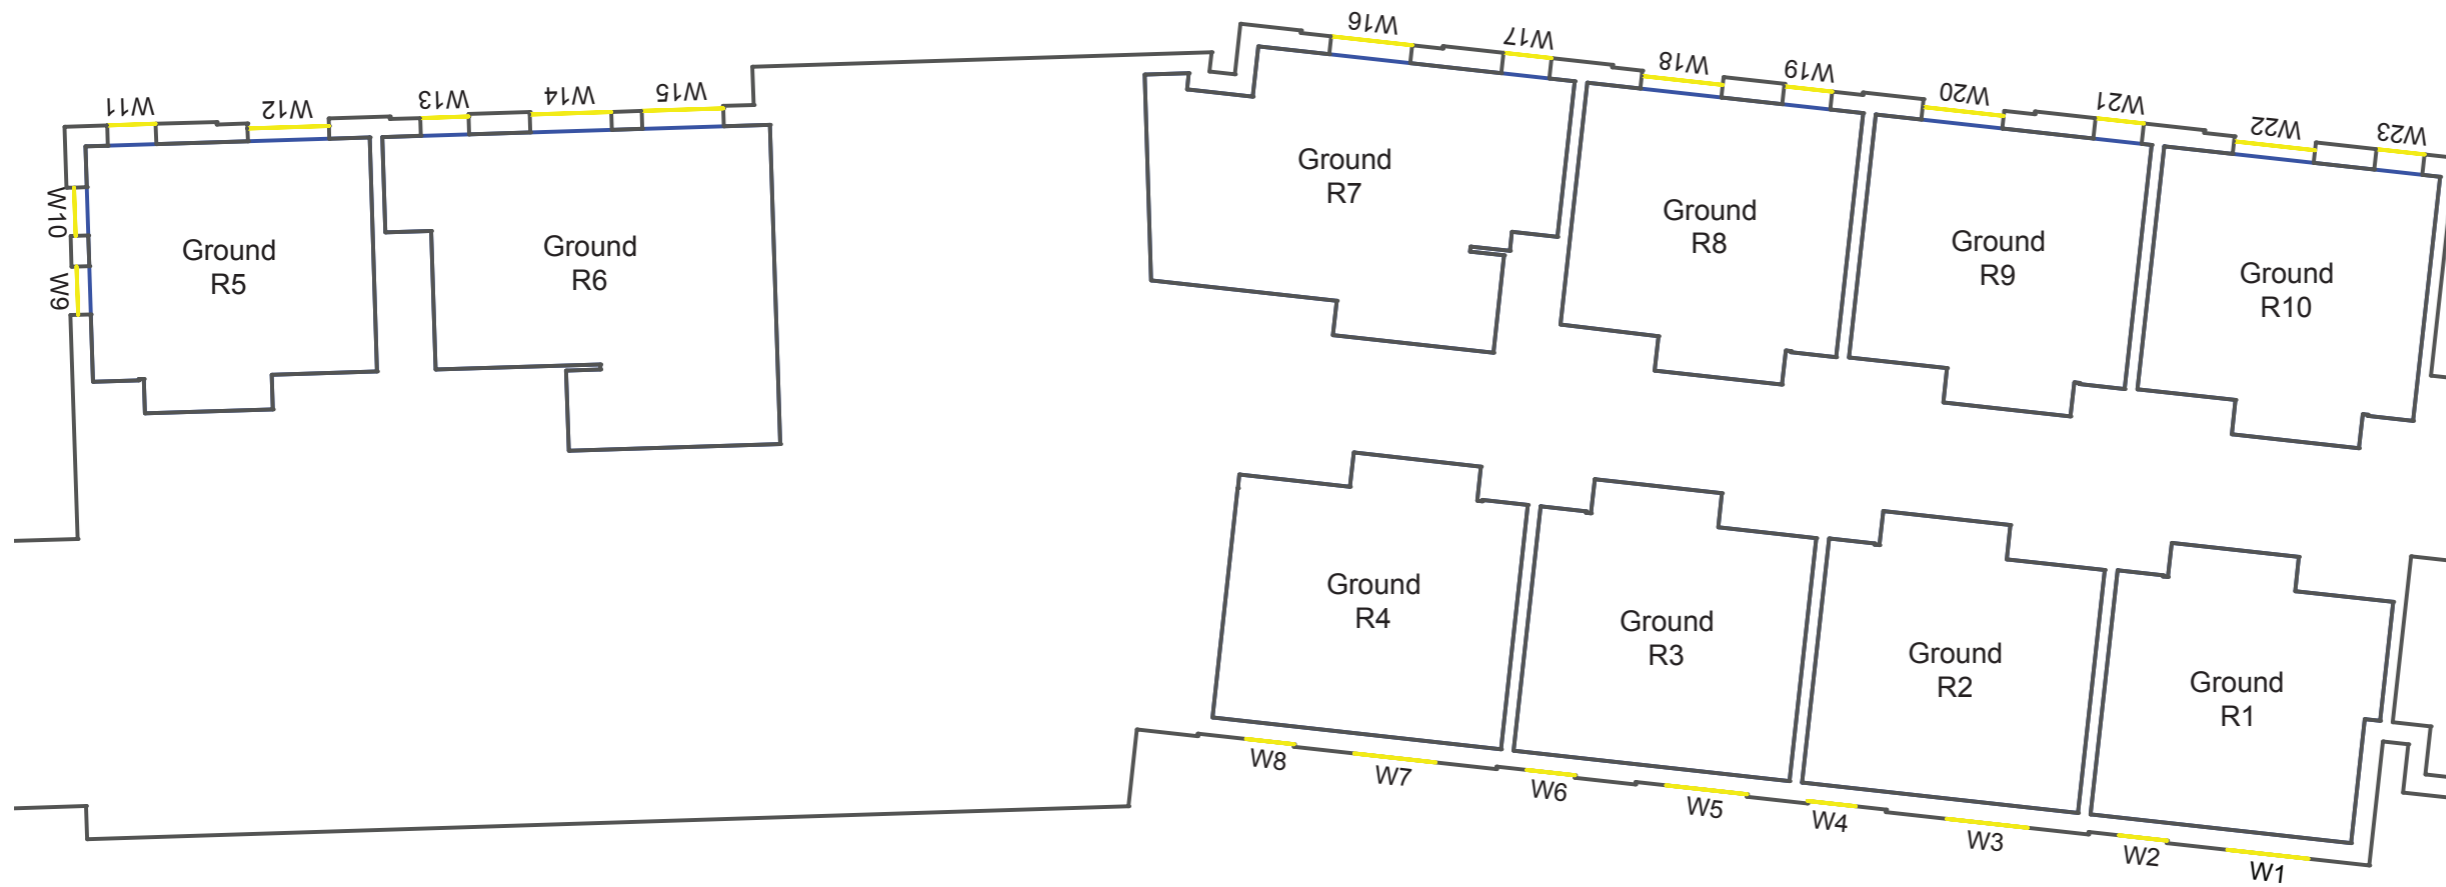 W16
W17
W18
W19
W20
W21
W22
W23
W11
W12
W13
W14
W15
W10
W9
Ground
R5
Ground
R6
Ground
R7
Ground
R8
Ground
R9
Ground
R10
Ground
R4
Ground
R3
Ground
R2
Ground
R1
W8
W7
W6
W5
W4
W3
W2
W1